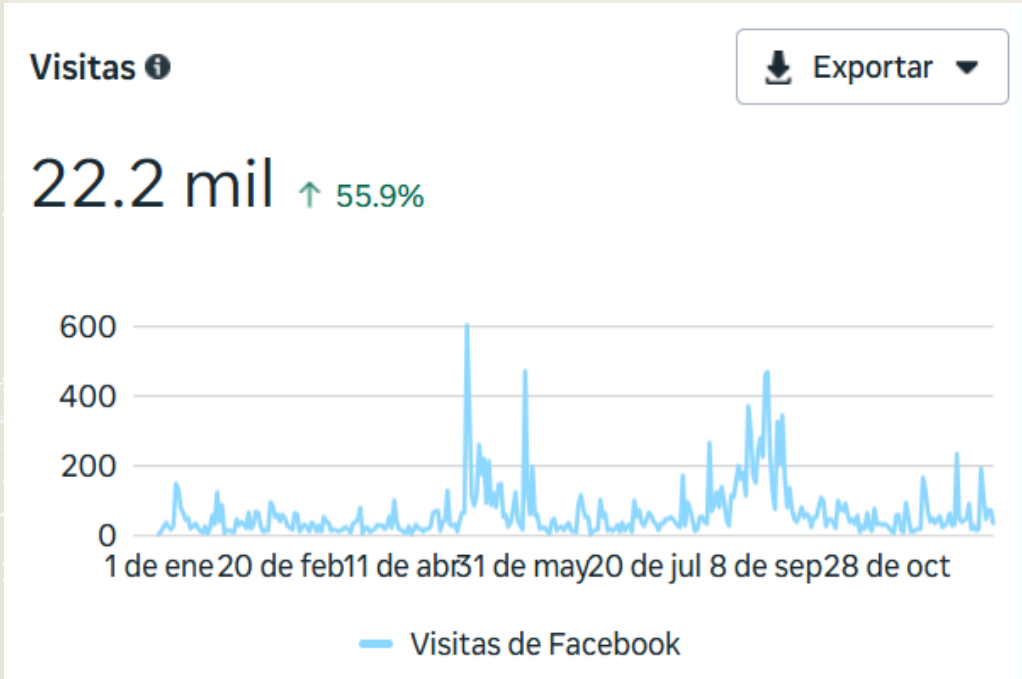 Visitas
Exportar
22.2 mil ↑ 55.9%
600
400
200
0
1 de ene 20 de feb 11 de abr 31 de may 20 de jul 8 de sep 28 de oct
Visitas de Facebook